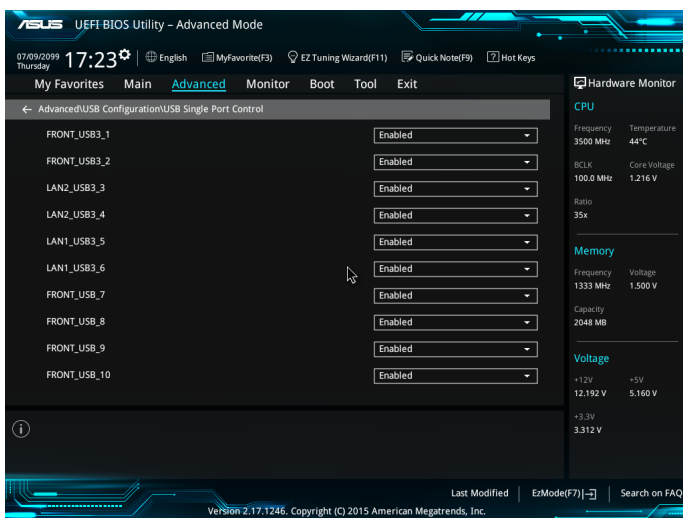 ASUS UEFI BIOS Utility – Advanced Mode
07/09/2099 Thursday 17:23 English MyFavorite(F3) EZ Tuning Wizard(F11) Quick Note(F9) ? Hot Keys
My Favorites Main Advanced Monitor Boot Tool Exit
← Advanced\USB Configuration\USB Single Port Control
FRONT_USB3_1 Enabled
FRONT_USB3_2 Enabled
LAN2_USB3_3 Enabled
LAN2_USB3_4 Enabled
LAN1_USB3_5 Enabled
LAN1_USB3_6 Enabled
FRONT_USB_7 Enabled
FRONT_USB_8 Enabled
FRONT_USB_9 Enabled
FRONT_USB_10 Enabled
Hardware Monitor
CPU
Frequency Temperature
3500 MHz 44°C
BCLK Core Voltage
100.0 MHz 1.216 V
Ratio
35x
Memory
Frequency Voltage
1333 MHz 1.500 V
Capacity
2048 MB
Voltage
+12V +5V
12.192 V 5.160 V
+3.3V
3.312 V
Last Modified EzMode(F7) Search on FAQ
Version 2.17.1246. Copyright (C) 2015 American Megatrends, Inc.